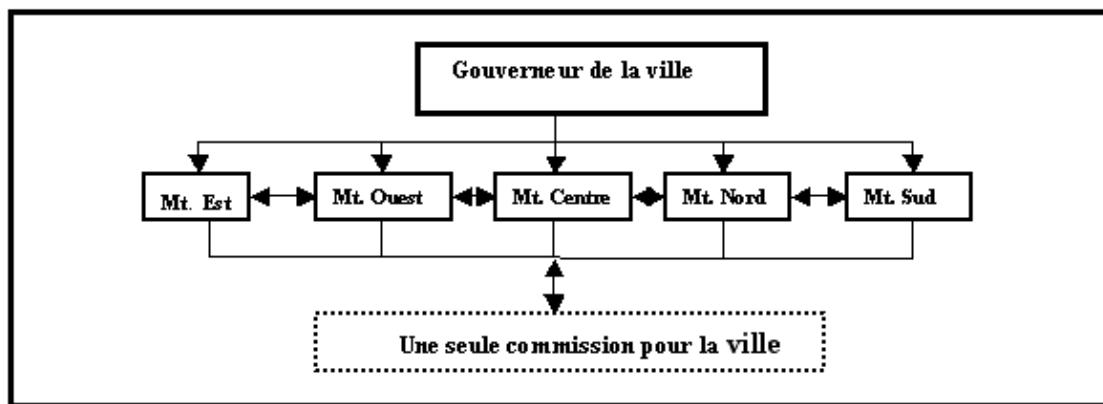 Gouverneur de la ville
Mt. Est
Mt. Ouest
Mt. Centre
Mt. Nord
Mt. Sud
Une seule commission pour la ville